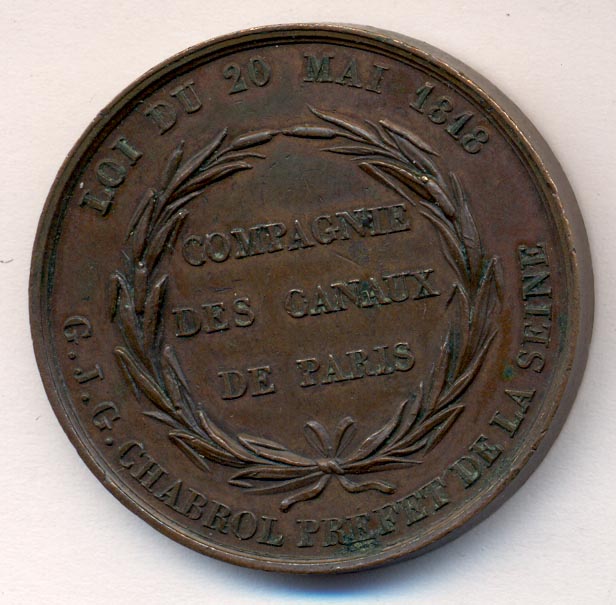 LOI DU 20 MAI 1818
COMPAGNIE
DES CANAUX
DE PARIS
G.J.G. CHABROL PREFET DE LA SEINE